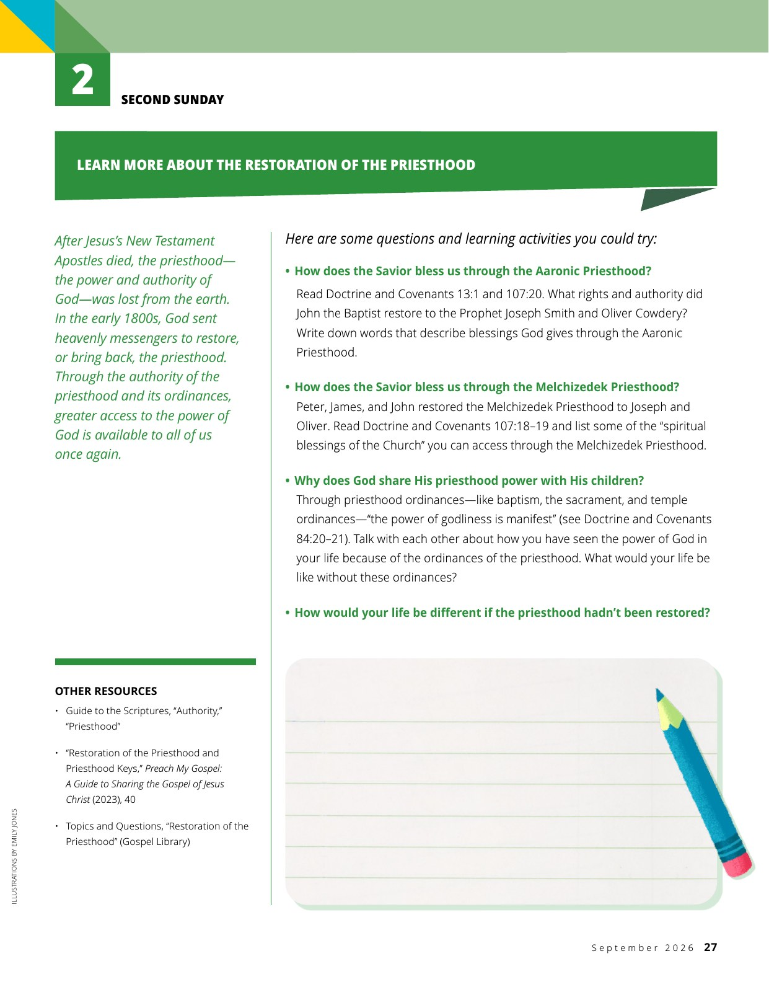 2
SECOND SUNDAY
LEARN MORE ABOUT THE RESTORATION OF THE PRIESTHOOD
After Jesus’s New Testament
Apostles died, the priesthood—
the power and authority of
God—was lost from the earth.
In the early 1800s, God sent
heavenly messengers to restore,
or bring back, the priesthood.
Through the authority of the
priesthood and its ordinances,
greater access to the power of
God is available to all of us
once again.
Here are some questions and learning activities you could try:
• How does the Savior bless us through the Aaronic Priesthood?
Read Doctrine and Covenants 13:1 and 107:20. What rights and authority did
John the Baptist restore to the Prophet Joseph Smith and Oliver Cowdery?
Write down words that describe blessings God gives through the Aaronic
Priesthood.
• How does the Savior bless us through the Melchizedek Priesthood?
Peter, James, and John restored the Melchizedek Priesthood to Joseph and
Oliver. Read Doctrine and Covenants 107:18–19 and list some of the “spiritual
blessings of the Church” you can access through the Melchizedek Priesthood.
• Why does God share His priesthood power with His children?
Through priesthood ordinances—like baptism, the sacrament, and temple
ordinances—“the power of godliness is manifest” (see Doctrine and Covenants
84:20–21). Talk with each other about how you have seen the power of God in
your life because of the ordinances of the priesthood. What would your life be
like without these ordinances?
• How would your life be different if the priesthood hadn’t been restored?
OTHER RESOURCES
• Guide to the Scriptures, “Authority,”
“Priesthood”
• “Restoration of the Priesthood and
Priesthood Keys,” Preach My Gospel:
A Guide to Sharing the Gospel of Jesus
Christ (2023), 40
• Topics and Questions, “Restoration of the
Priesthood” (Gospel Library)
ILLUSTRATIONS BY EMILY JONES
September 2026 27